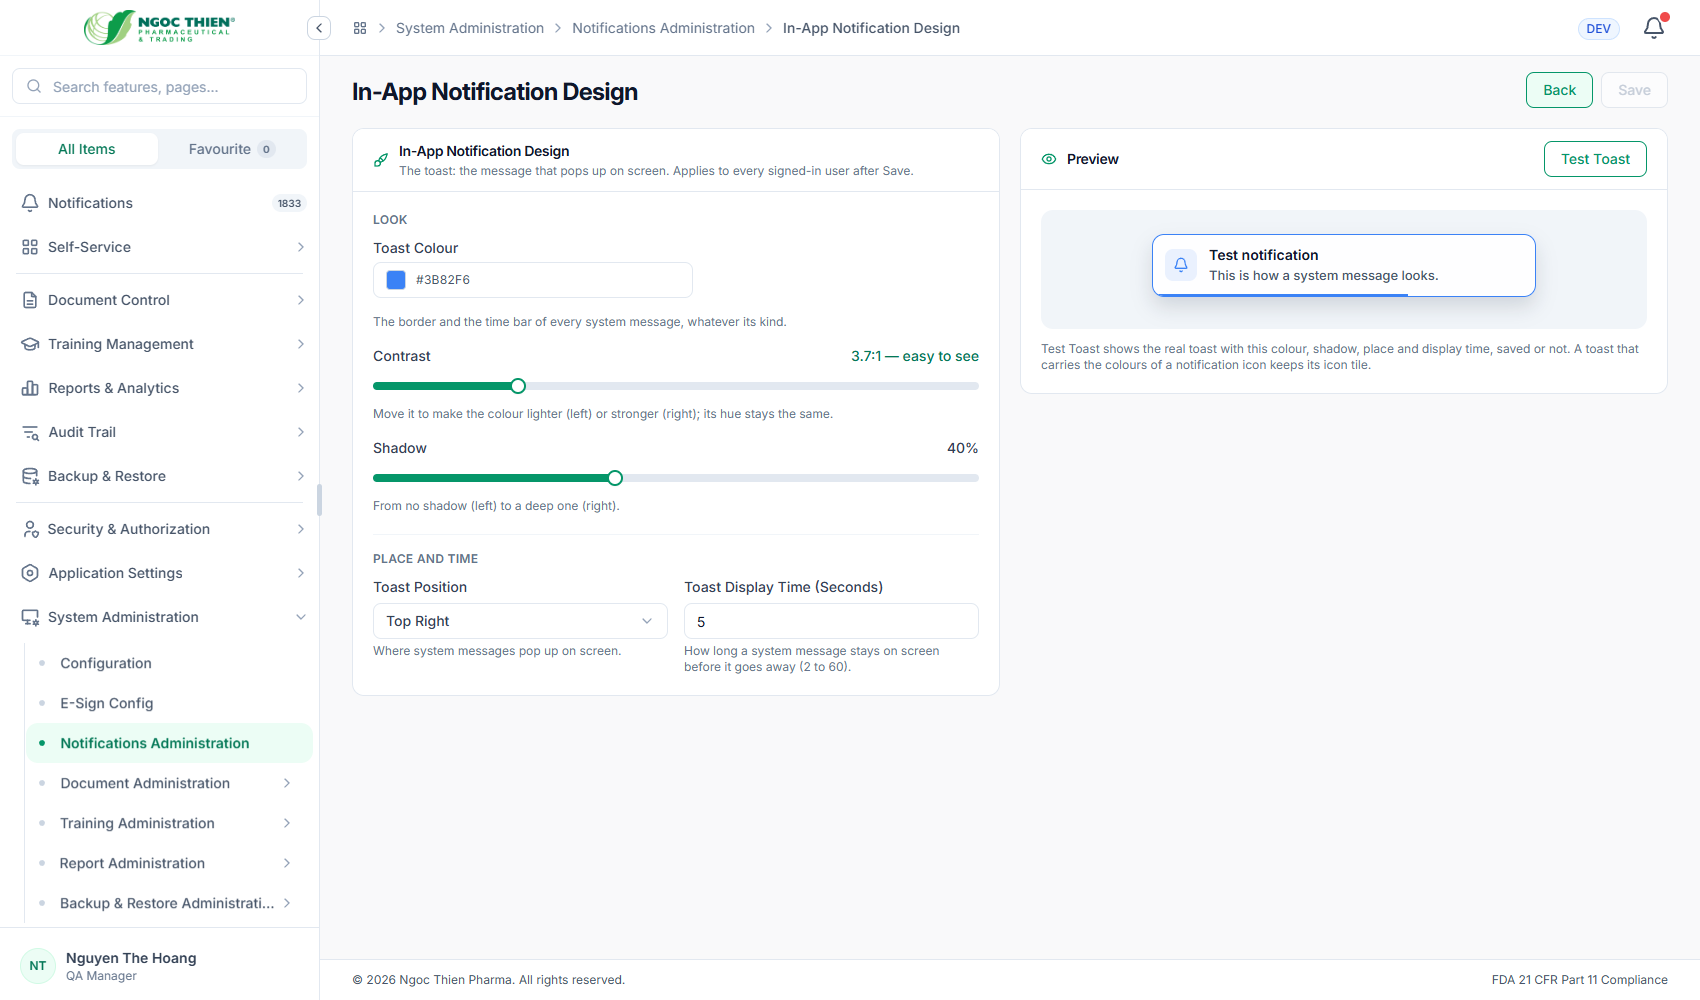 NGOC THIEN®
PHARMACEUTICAL
& TRADING
System Administration
Notifications Administration
In-App Notification Design
DEV
Search features, pages...
All Items
Favourite 0
Notifications 1833
Self-Service
Document Control
Training Management
Reports & Analytics
Audit Trail
Backup & Restore
Security & Authorization
Application Settings
System Administration
Configuration
E-Sign Config
Notifications Administration
Document Administration
Training Administration
Report Administration
Backup & Restore Administrati...
NT
Nguyen The Hoang
QA Manager
In-App Notification Design
Back
Save
In-App Notification Design
The toast: the message that pops up on screen. Applies to every signed-in user after Save.
LOOK
Toast Colour
#3B82F6
The border and the time bar of every system message, whatever its kind.
Contrast
3.7:1 — easy to see
Move it to make the colour lighter (left) or stronger (right); its hue stays the same.
Shadow
40%
From no shadow (left) to a deep one (right).
PLACE AND TIME
Toast Position
Top Right
Where system messages pop up on screen.
Toast Display Time (Seconds)
5
How long a system message stays on screen
before it goes away (2 to 60).
Preview
Test Toast
Test notification
This is how a system message looks.
Test Toast shows the real toast with this colour, shadow, place and display time, saved or not. A toast that
carries the colours of a notification icon keeps its icon tile.
© 2026 Ngoc Thien Pharma. All rights reserved.
FDA 21 CFR Part 11 Compliance